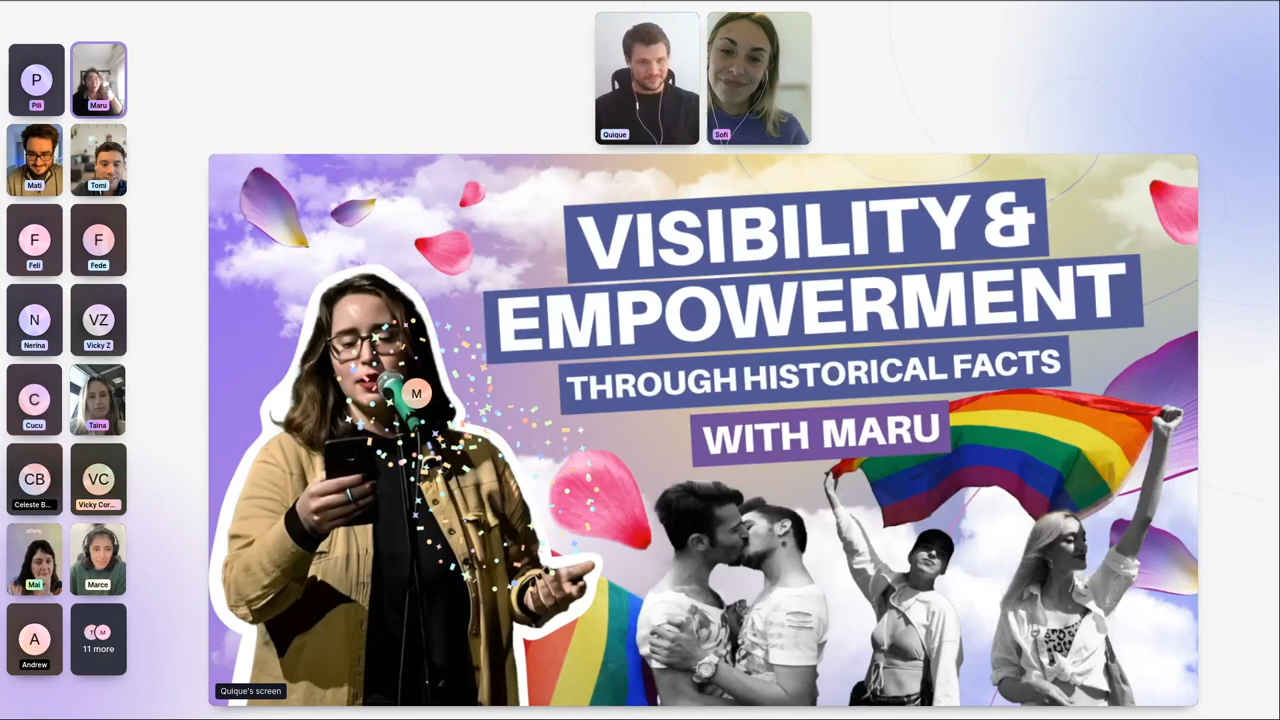 Quique
Sofi
P
Pili
Maru
Mati
Tomi
F
Feli
F
Fede
N
Nerina
VZ
Vicky Z
C
Cucu
Taina
CB
Celeste B...
VC
Vicky Cor...
Mai
Marce
A
Andrew
T
M
11 more
VISIBILITY &
EMPOWERMENT
THROUGH HISTORICAL FACTS
WITH MARU
M
Quique's screen